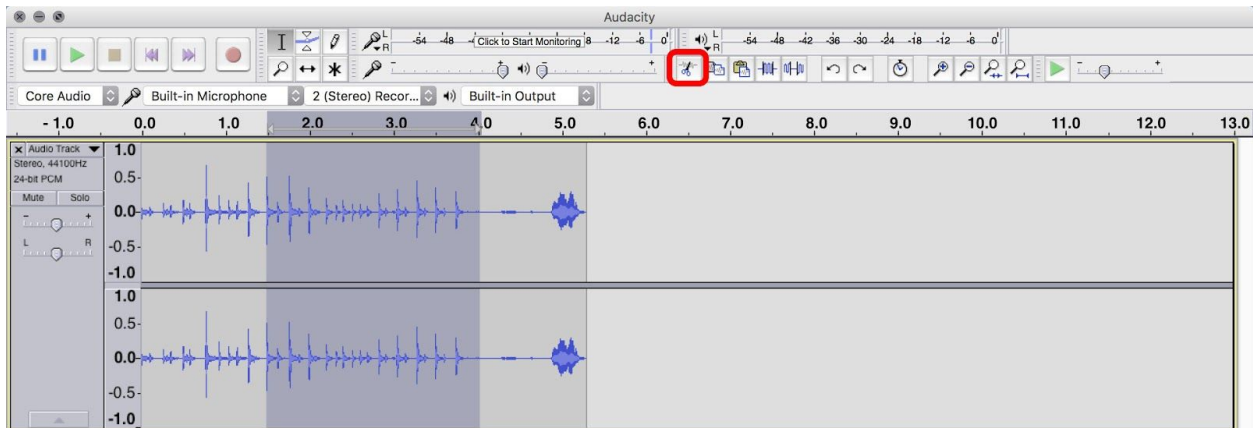 Audacity
L R -54 -48 -Click to Start Monitoring 8 -12 -6 0 L R -54 -48 -42 -36 -30 -24 -18 -12 -6 0
- + - + - +
Core Audio Built-in Microphone 2 (Stereo) Recor... Built-in Output
- 1.0 0.0 1.0 2.0 3.0 4.0 5.0 6.0 7.0 8.0 9.0 10.0 11.0 12.0 13.0
X Audio Track 1.0
Stereo, 44100Hz
24-bit PCM 0.5-
Mute Solo
- + 0.0-
L R -0.5-
-1.0
1.0
0.5-
0.0-
-0.5-
-1.0